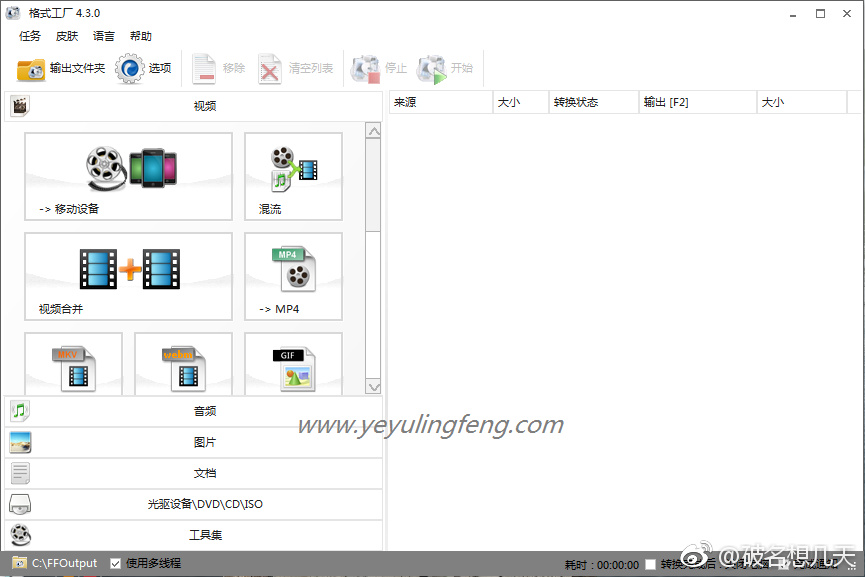 格式工厂 4.3.0
任务 皮肤 语言 帮助
输出文件夹 选项 移除 清空列表 停止 开始
视频
来源 大小 转换状态 输出 [F2] 大小
-> 移动设备 混流
MP4
视频合并 -> MP4
MKV webm GIF
音频
www.yeyulingfeng.com
图片
文档
光驱设备\DVD\CD\ISO
工具集
C:\FFOutput 使用多线程 耗时 : 00:00:00 转换完成后:
@破名想几天